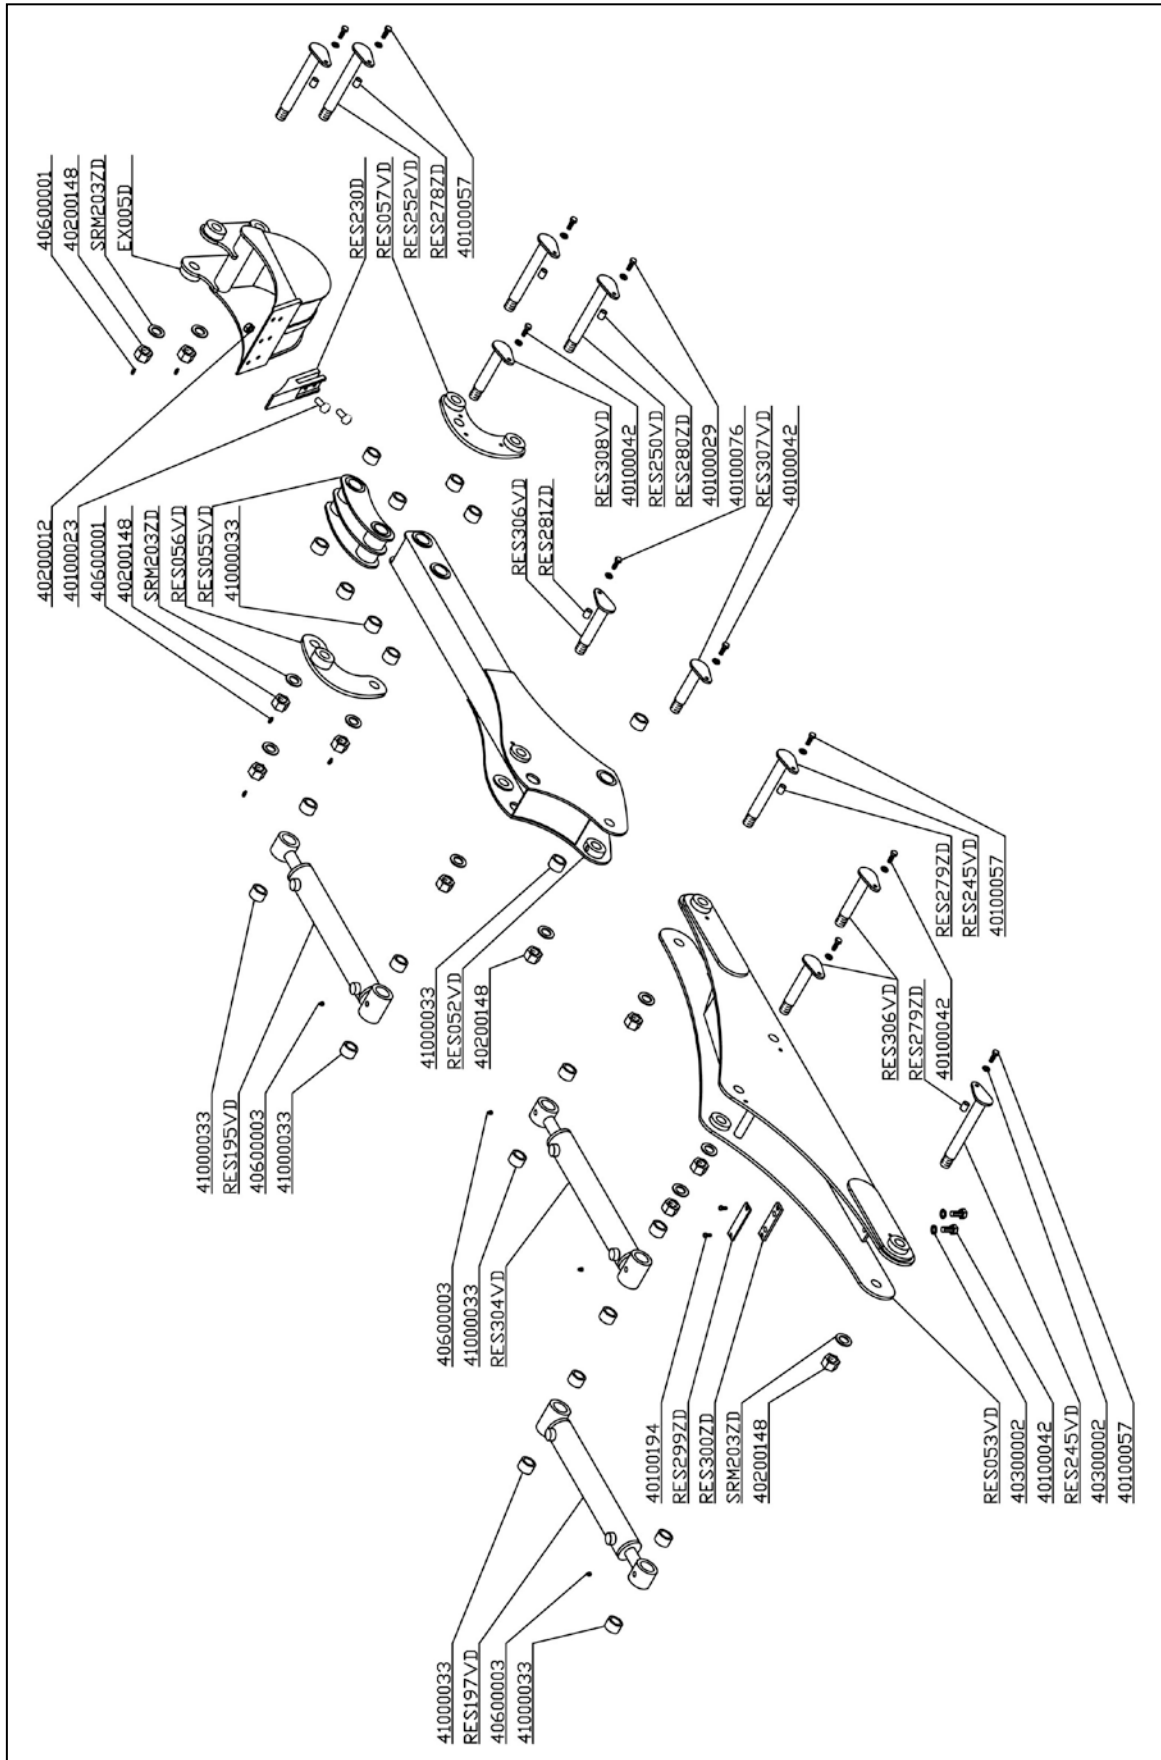 40600001
40200148
SRM203ZD
EX005D
RES230D
RES057VD
RES252VD
RES278ZD
40100057
40200012
40100023
40600001
40200148
SRM203ZD
RES056VD
RES055VD
41000033
RES308VD
40100042
RES250VD
RES280ZD
40100029
40100076
RES307VD
40100042
RES306VD
RES281ZD
41000033
RES195VD
40600003
41000033
41000033
RES052VD
40200148
RES279ZD
RES245VD
40100057
RES306VD
RES279ZD
40100042
40600003
41000033
RES304VD
40100194
RES299ZD
RES300ZD
SRM203ZD
40200148
RES053VD
40300002
40100042
RES245VD
40300002
40100057
41000033
RES197VD
40600003
41000033